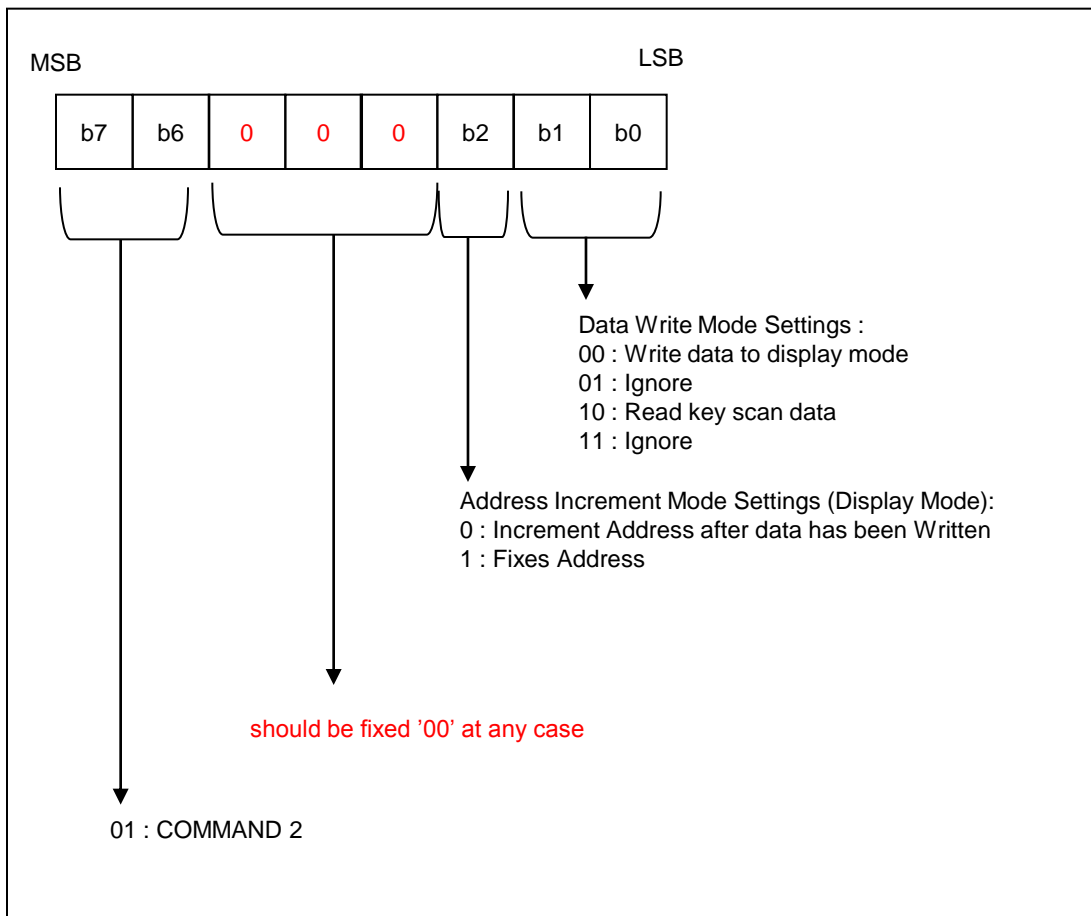 MSB
LSB
b7 b6 0 0 0 b2 b1 b0
Data Write Mode Settings :
00 : Write data to display mode
01 : Ignore
10 : Read key scan data
11 : Ignore
Address Increment Mode Settings (Display Mode):
0 : Increment Address after data has been Written
1 : Fixes Address
should be fixed ’00’ at any case
01 : COMMAND 2